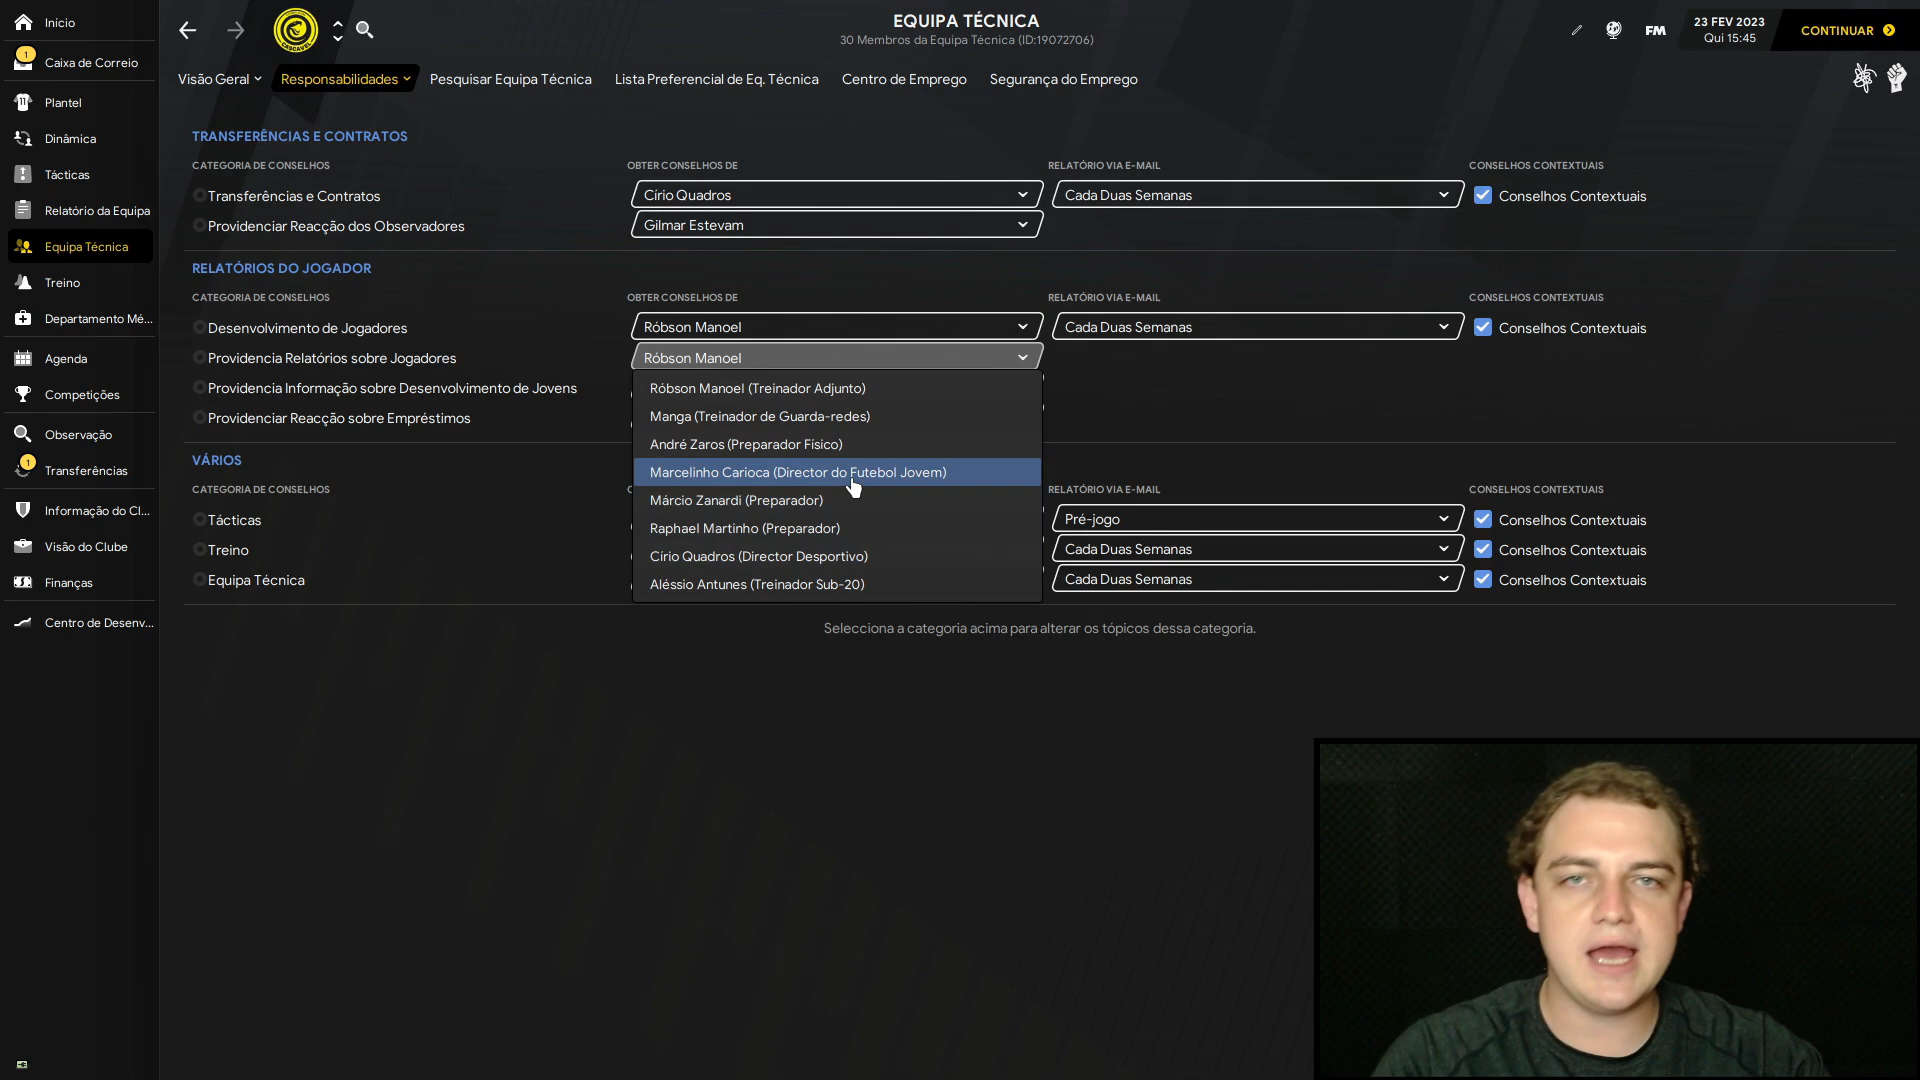 Início
1
Caixa de Correio
11
Plantel
Dinâmica
Tácticas
Relatório da Equipa
Equipa Técnica
Treino
Departamento Mé...
Agenda
Competições
Observação
1
Transferências
Informação do Cl...
Visão do Clube
Finanças
Centro de Desenv...
CASCAVEL
EQUIPA TÉCNICA
30 Membros da Equipa Técnica (ID:19072706)
FM
23 FEV 2023
Qui 15:45
CONTINUAR
Visão Geral
Responsabilidades
Pesquisar Equipa Técnica
Lista Preferencial de Eq. Técnica
Centro de Emprego
Segurança do Emprego
TRANSFERÊNCIAS E CONTRATOS
CATEGORIA DE CONSELHOS OBTER CONSELHOS DE RELATÓRIO VIA E-MAIL CONSELHOS CONTEXTUAIS
Transferências e Contratos Círio Quadros Cada Duas Semanas Conselhos Contextuais
Providenciar Reacção dos Observadores Gilmar Estevam
RELATÓRIOS DO JOGADOR
CATEGORIA DE CONSELHOS OBTER CONSELHOS DE RELATÓRIO VIA E-MAIL CONSELHOS CONTEXTUAIS
Desenvolvimento de Jogadores Róbson Manoel Cada Duas Semanas Conselhos Contextuais
Providencia Relatórios sobre Jogadores Róbson Manoel
Providencia Informação sobre Desenvolvimento de Jovens
Providenciar Reacção sobre Empréstimos
Róbson Manoel (Treinador Adjunto)
Manga (Treinador de Guarda-redes)
André Zaros (Preparador Físico)
Marcelinho Carioca (Director do Futebol Jovem)
Márcio Zanardi (Preparador)
Raphael Martinho (Preparador)
Círio Quadros (Director Desportivo)
Aléssio Antunes (Treinador Sub-20)
VÁRIOS
CATEGORIA DE CONSELHOS RELATÓRIO VIA E-MAIL CONSELHOS CONTEXTUAIS
Tácticas Pré-jogo Conselhos Contextuais
Treino Cada Duas Semanas Conselhos Contextuais
Equipa Técnica Cada Duas Semanas Conselhos Contextuais
Selecciona a categoria acima para alterar os tópicos dessa categoria.